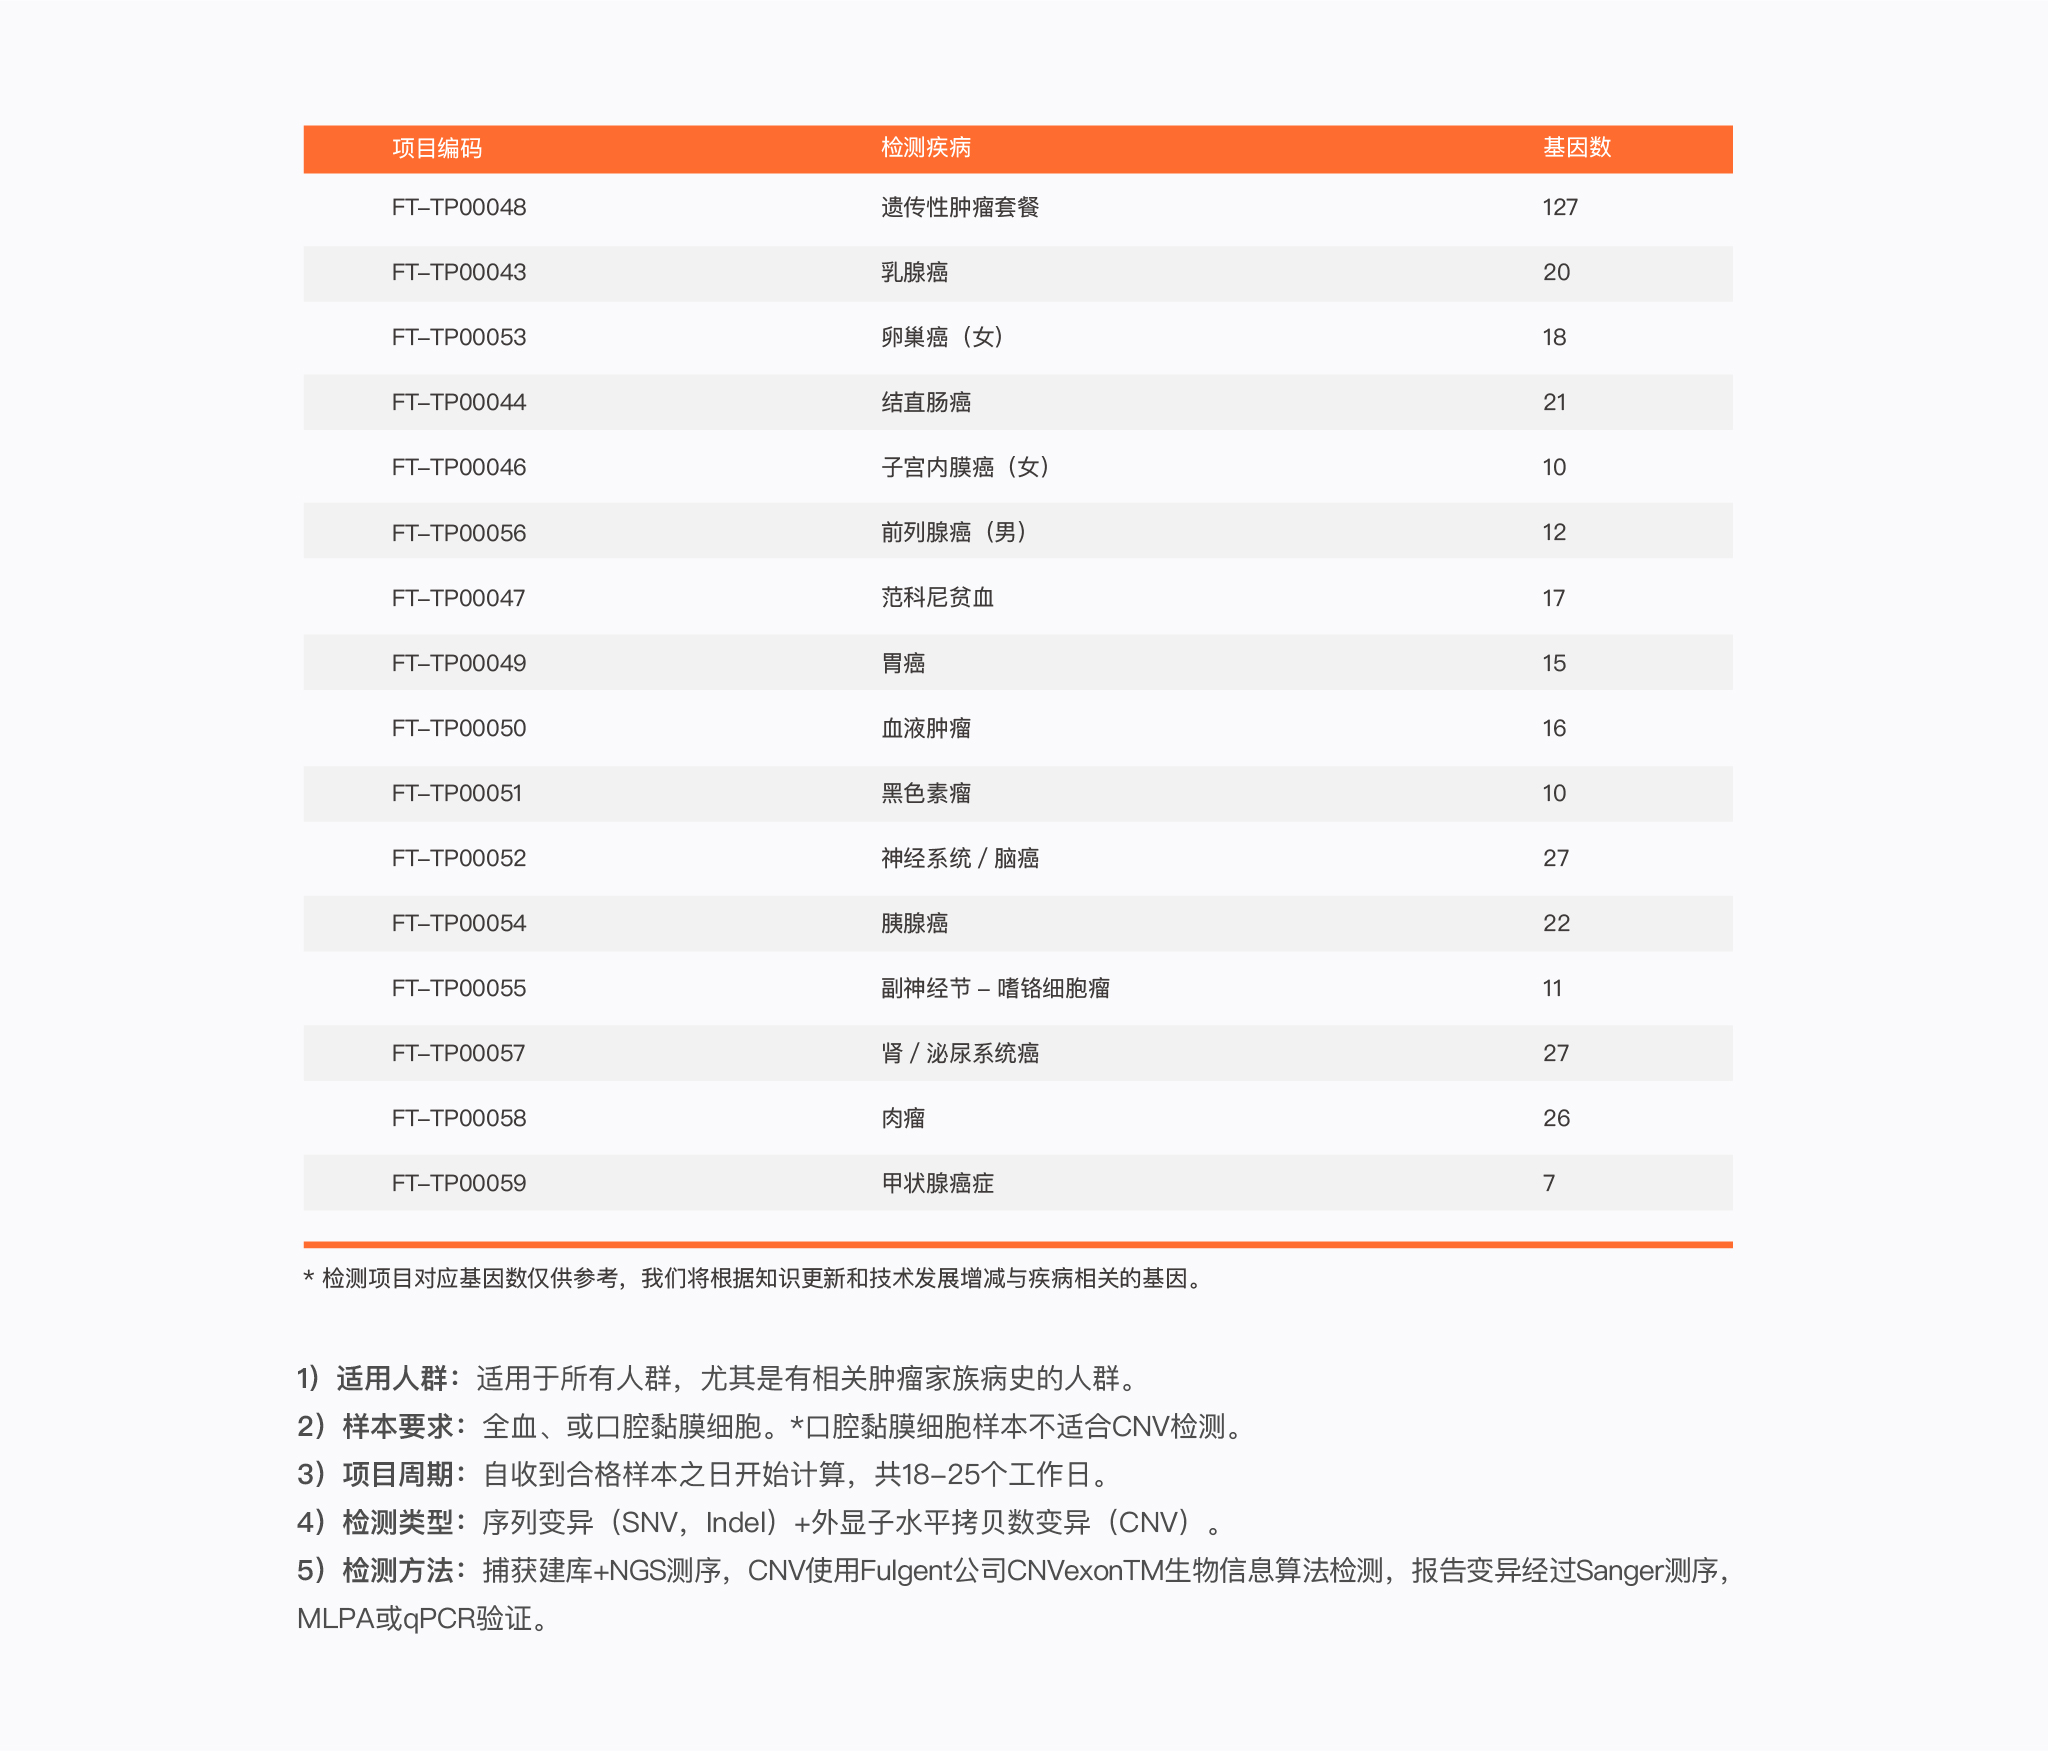 项目编码 检测疾病 基因数
FT–TP00048 遗传性肿瘤套餐 127
FT–TP00043 乳腺癌 20
FT–TP00053 卵巢癌（女） 18
FT–TP00044 结直肠癌 21
FT–TP00046 子宫内膜癌（女） 10
FT–TP00056 前列腺癌（男） 12
FT–TP00047 范科尼贫血 17
FT–TP00049 胃癌 15
FT–TP00050 血液肿瘤 16
FT–TP00051 黑色素瘤 10
FT–TP00052 神经系统 / 脑癌 27
FT–TP00054 胰腺癌 22
FT–TP00055 副神经节 – 嗜铬细胞瘤 11
FT–TP00057 肾 / 泌尿系统癌 27
FT–TP00058 肉瘤 26
FT–TP00059 甲状腺癌症 7
* 检测项目对应基因数仅供参考，我们将根据知识更新和技术发展增减与疾病相关的基因。
1）适用人群：适用于所有人群，尤其是有相关肿瘤家族病史的人群。
2）样本要求：全血、或口腔黏膜细胞。*口腔黏膜细胞样本不适合CNV检测。
3）项目周期：自收到合格样本之日开始计算，共18–25个工作日。
4）检测类型：序列变异（SNV，Indel）+外显子水平拷贝数变异（CNV）。
5）检测方法：捕获建库+NGS测序，CNV使用Fulgent公司CNVexonTM生物信息算法检测，报告变异经过Sanger测序，
MLPA或qPCR验证。